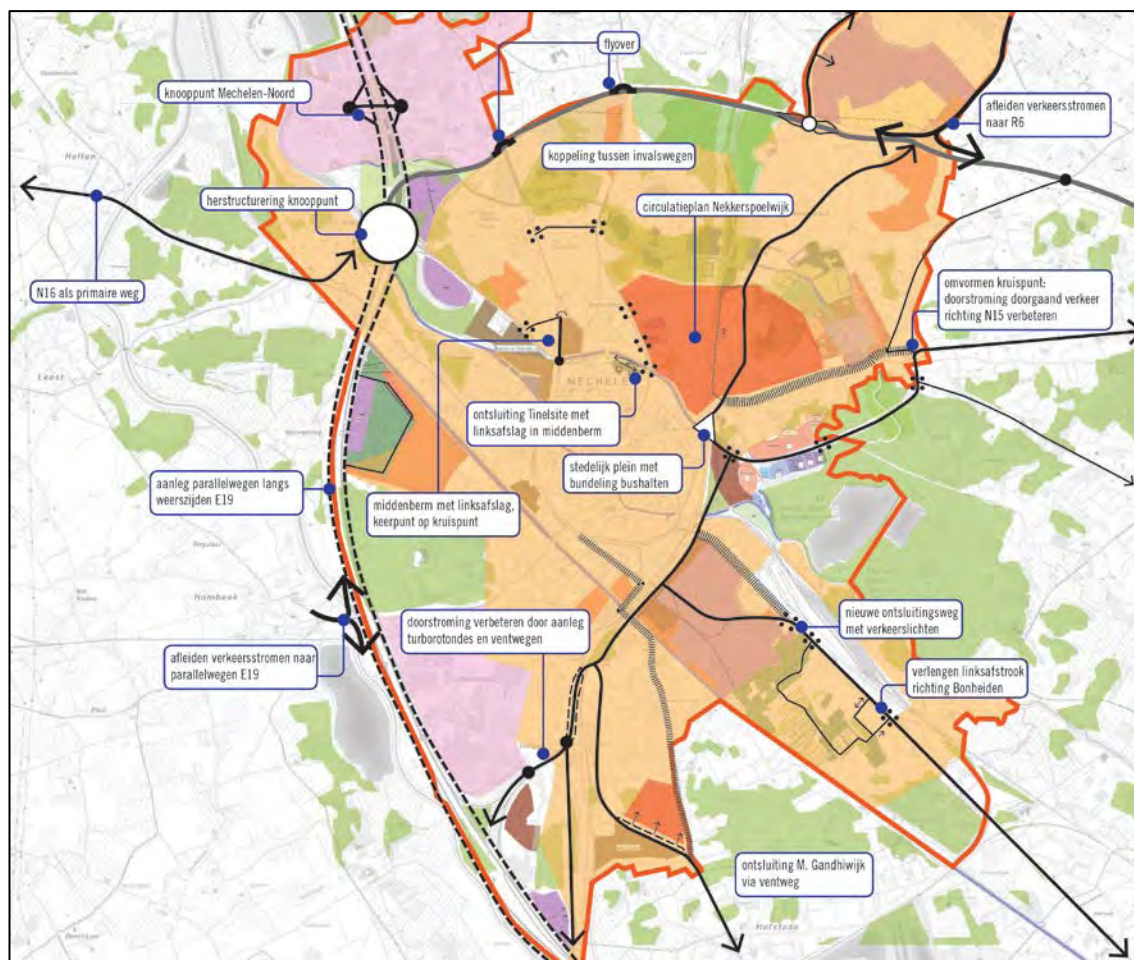 flyover
knooppunt Mechelen-Noord
afleiden verkeersstromen
naar R6
koppeling tussen invalswegen
Heffen
herstructurering knooppunt
circulatieplan Nekkerspoelwijk
N16 als primaire weg
omvormen kruispunt:
doorstroming doorgaand verkeer
richting N15 verbeteren
Leest
MECHELEN
ontsluiting Tinelsite met
linksafslag in middenberm
stedelijk plein met
bundeling bushalten
aanleg parallelwegen langs
weerszijden E19
middenberm met linksafslag,
keerpunt op kruispunt
Hombeek
doorstroming verbeteren door aanleg
turborotondes en ventwegen
nieuwe ontsluitingsweg
met verkeerslichten
afleiden verkeersstromen naar
parallelwegen E19
verlengen linksafstrook
richting Bonheiden
ontsluiting M. Gandhiwijk
via ventweg
Hofstade